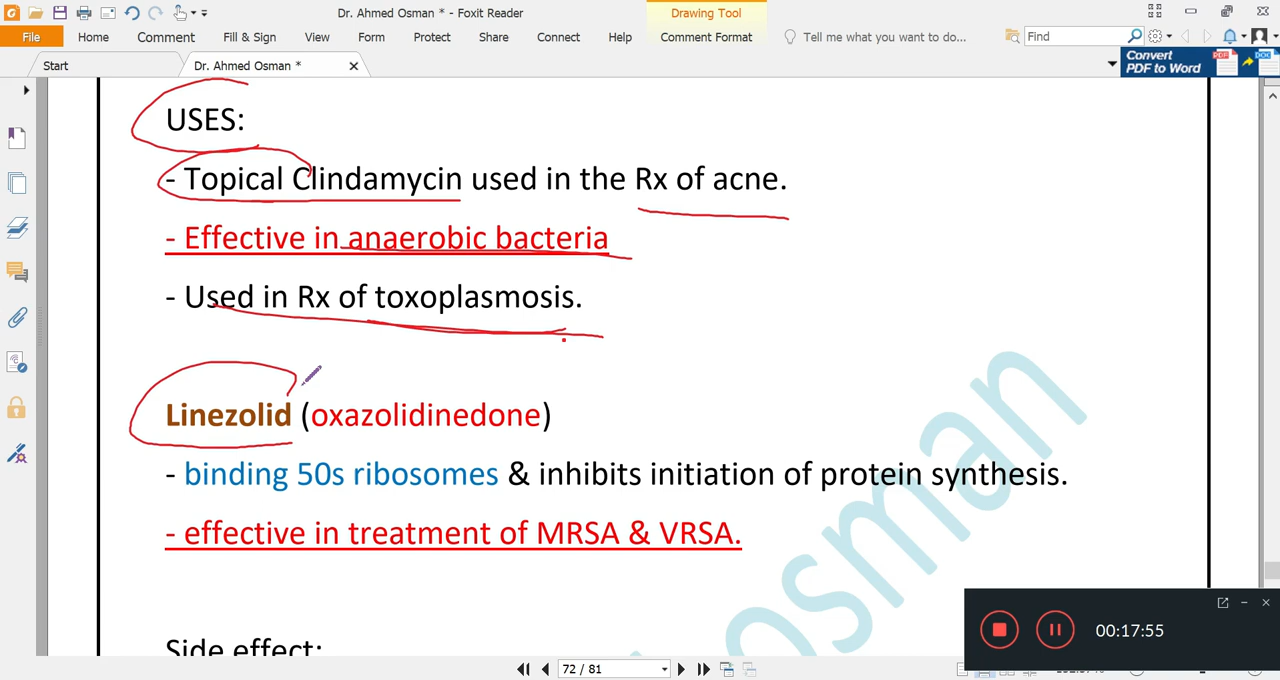 Dr. Ahmed Osman * - Foxit Reader
Drawing Tool
File Home Comment Fill & Sign View Form Protect Share Connect Help Comment Format Tell me what you want to do... Find
Start Dr. Ahmed Osman *
Convert
PDF to Word
USES:
- Topical Clindamycin used in the Rx of acne.
- Effective in anaerobic bacteria
- Used in Rx of toxoplasmosis.
Linezolid (oxazolidinedone)
- binding 50s ribosomes & inhibits initiation of protein synthesis.
- effective in treatment of MRSA & VRSA.
osman
Side effect:
00:17:55
72 / 81